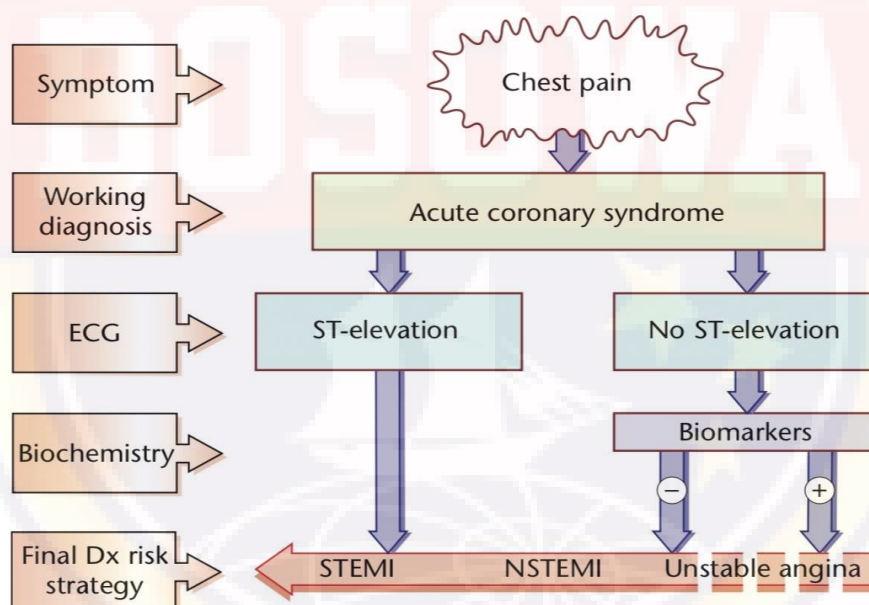 BOSOWA
Symptom
Chest pain
Working
diagnosis
Acute coronary syndrome
ECG
ST-elevation
No ST-elevation
Biochemistry
Biomarkers
− +
Final Dx risk
strategy
STEMI NSTEMI Unstable angina